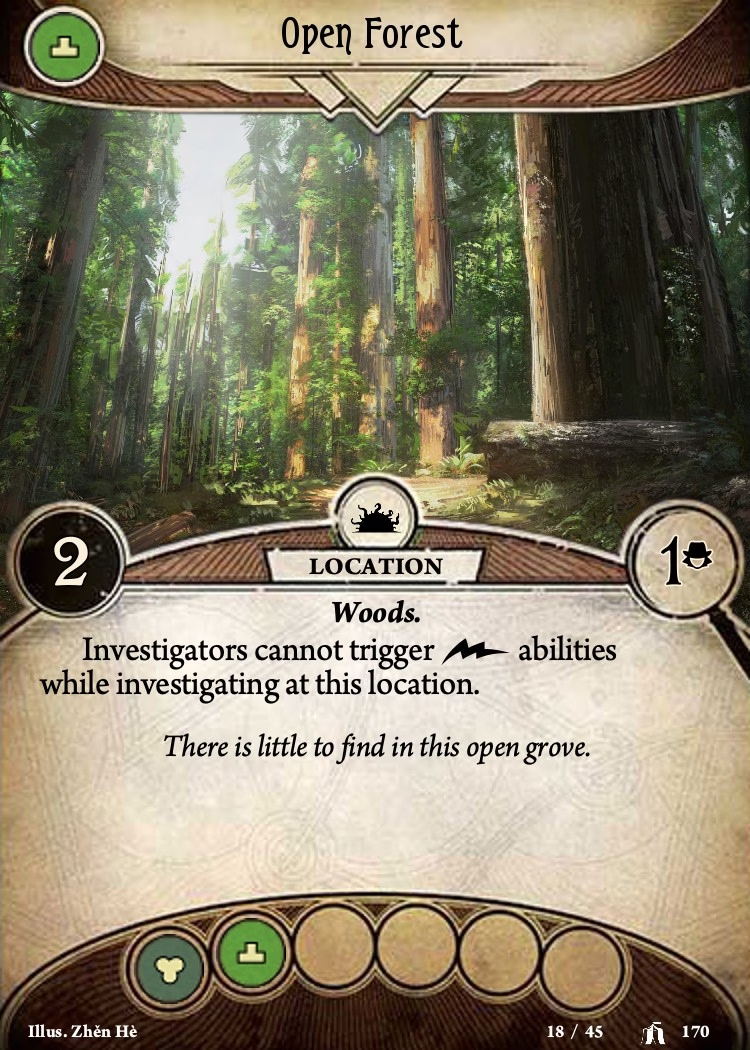 Open Forest
2
1
LOCATION
Woods.
Investigators cannot trigger abilities
while investigating at this location.
There is little to find in this open grove.
Illus. Zhěn Hè
18 / 45
170